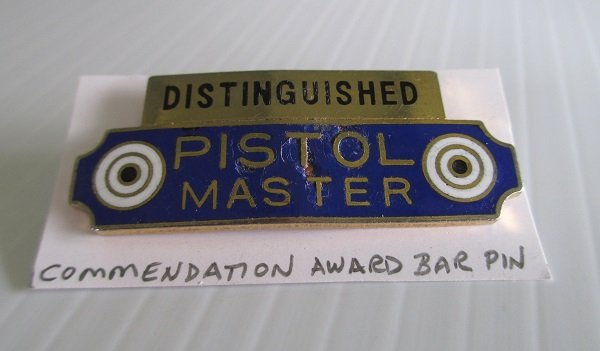 DISTINGUISHED
PISTOL
MASTER
COMMENDATION AWARD BAR PIN